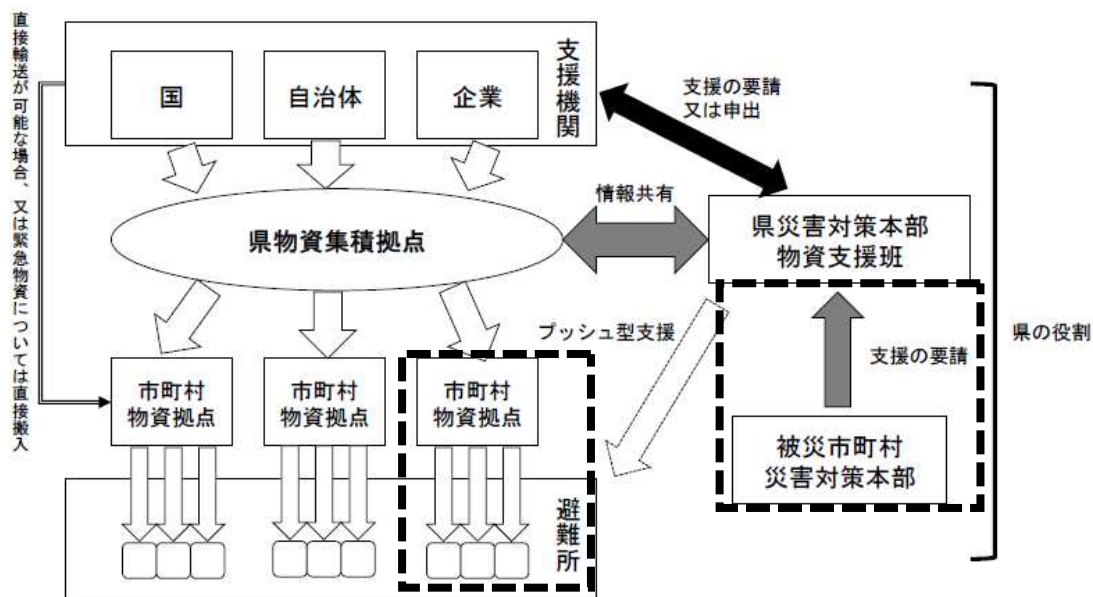 直接輸送が可能な場合、又は緊急物資については直接搬入
国
自治体
企業
支援機関
支援の要請
又は申出
県物資集積拠点
情報共有
県災害対策本部
物資支援班
プッシュ型支援
支援の要請
県の役割
市町村
物資拠点
市町村
物資拠点
市町村
物資拠点
被災市町村
災害対策本部
避難所